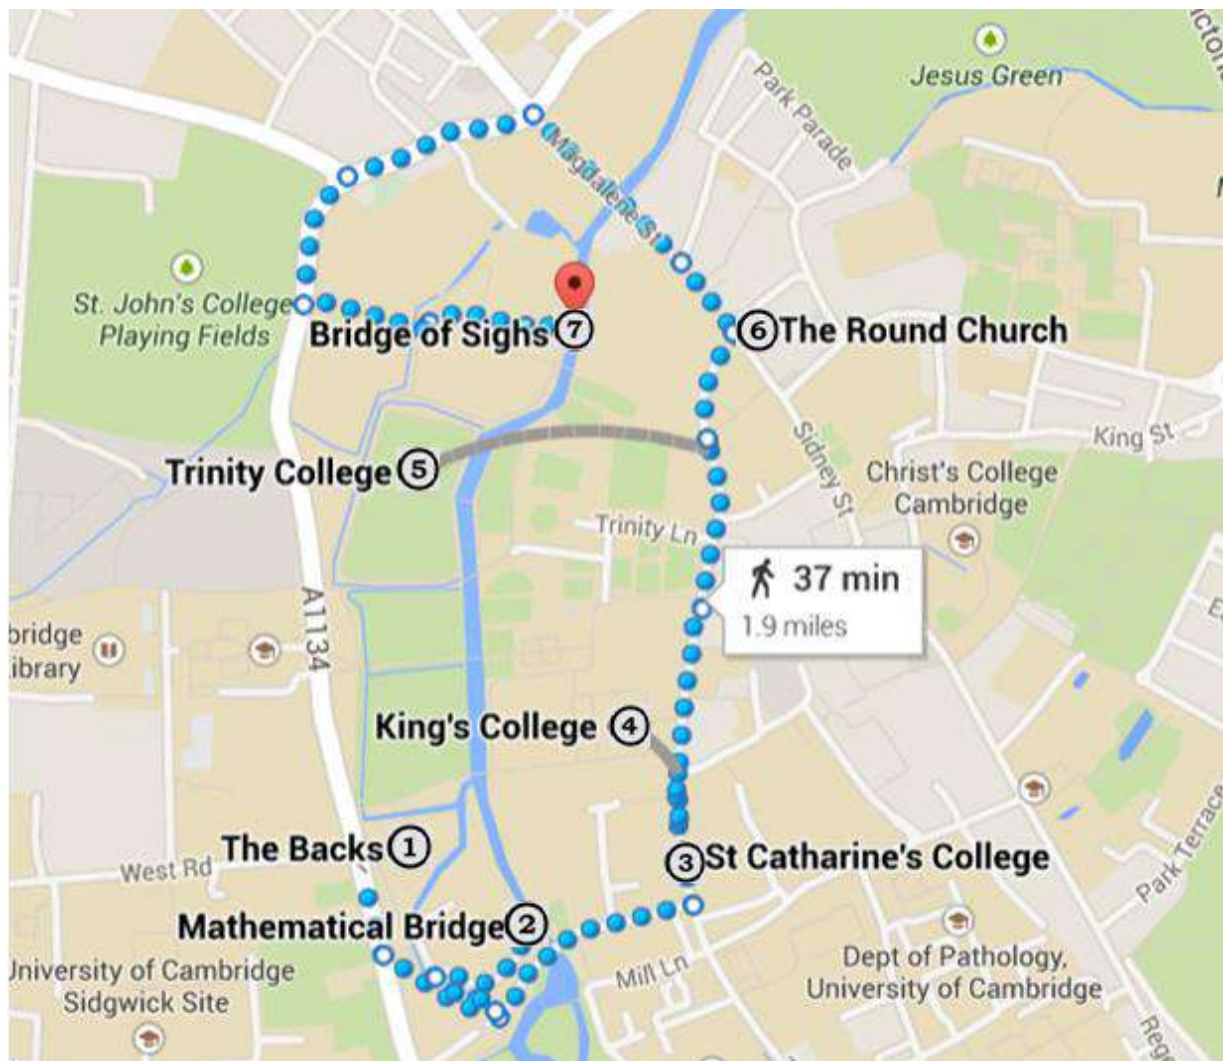 Jesus Green
Park Parade
Magdalene St
St. John's College
Playing Fields
Bridge of Sighs 7
6 The Round Church
Sidney St
King St
Trinity College 5
Christ's College
Cambridge
Trinity Ln
37 min
1.9 miles
A1134
bridge
ibrary
King's College 4
The Backs 1
3 St Catharine's College
West Rd
Park Terrace
Mathematical Bridge 2
University of Cambridge
Sidgwick Site
Mill Ln
Dept of Pathology,
University of Cambridge
Reg